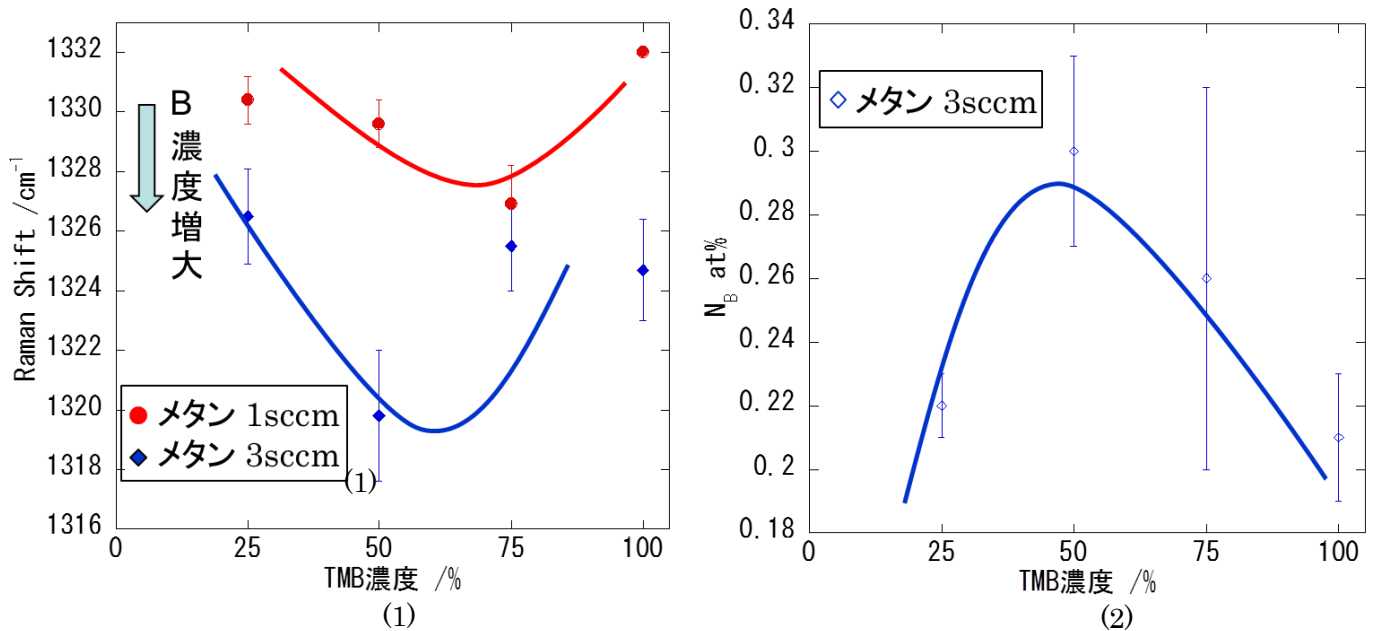 1332
1330
1328
1326
1324
1322
1320
1318
1316
Raman Shift /cm⁻¹
B
濃
度
増
大
メタン 1sccm
メタン 3sccm
(1)
0
25
50
75
100
TMB濃度 /%
(1)
0.34
0.32
0.3
0.28
0.26
0.24
0.22
0.2
0.18
N_B at%
メタン 3sccm
0
25
50
75
100
TMB濃度 /%
(2)